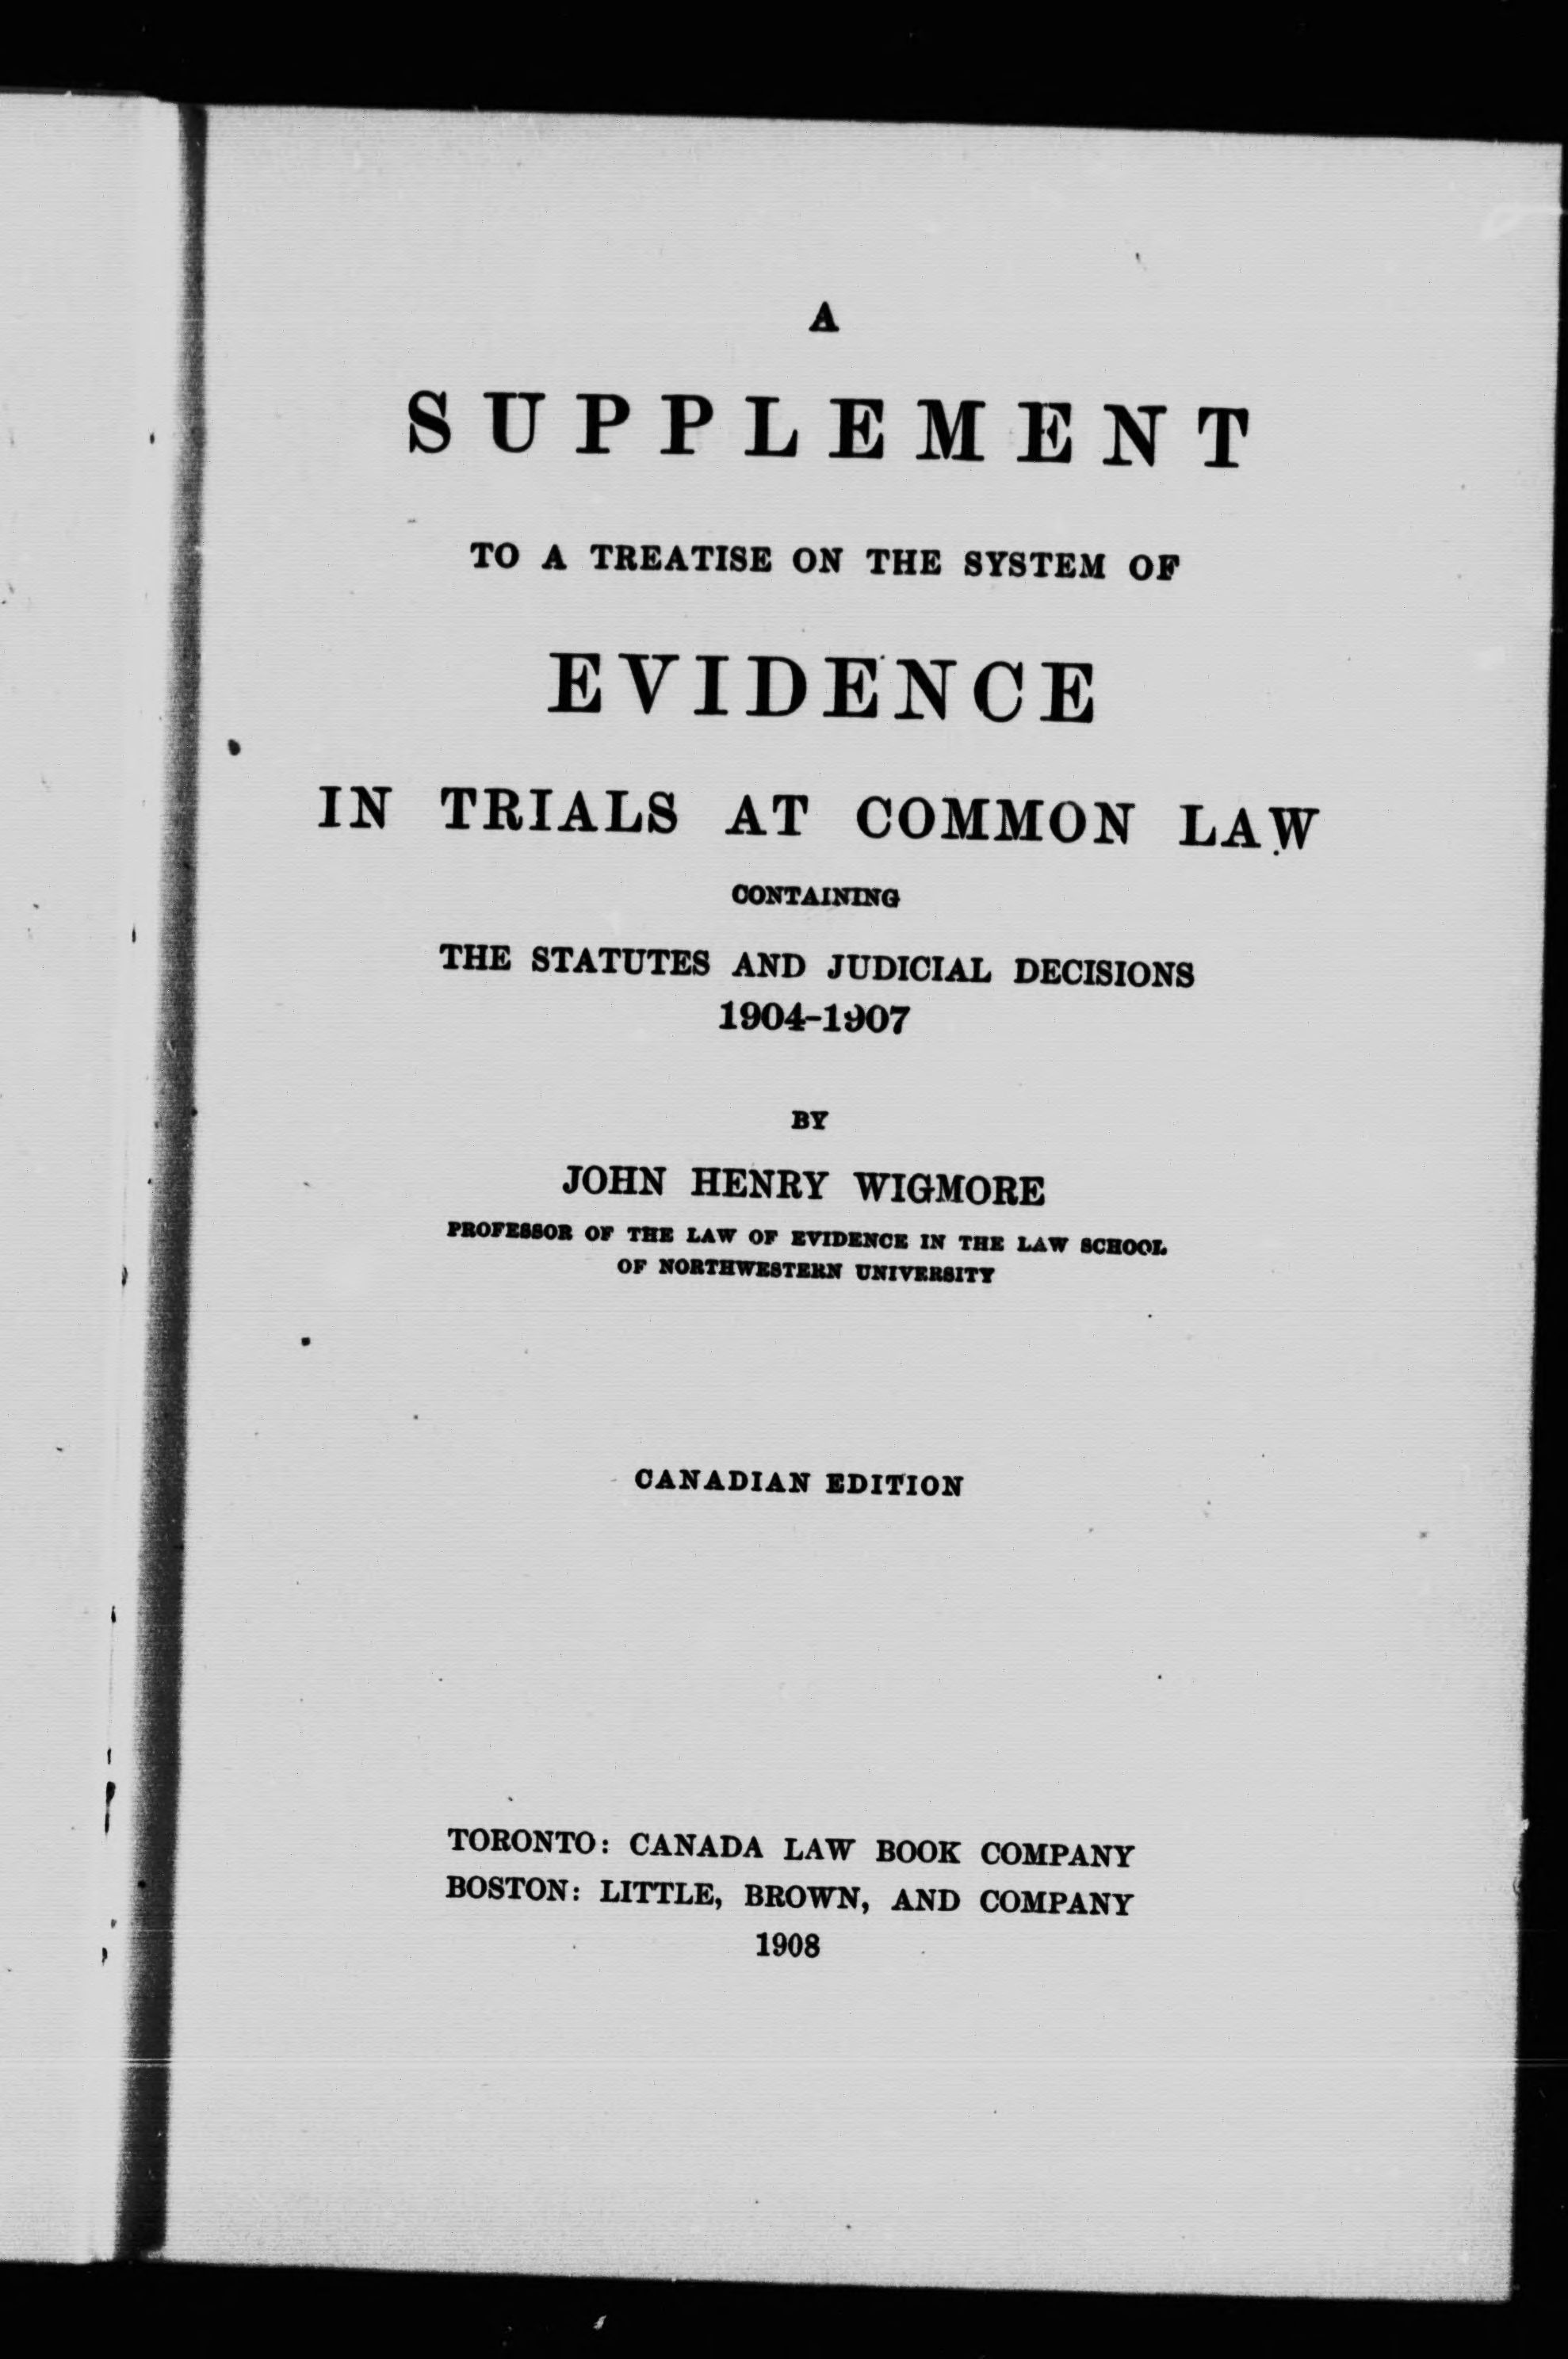 A
SUPPLEMENT
TO A TREATISE ON THE SYSTEM OF
EVIDENCE
IN TRIALS AT COMMON LAW
CONTAINING
THE STATUTES AND JUDICIAL DECISIONS
1904-1907
BY
JOHN HENRY WIGMORE
PROFESSOR OF THE LAW OF EVIDENCE IN THE LAW SCHOOL
OF NORTHWESTERN UNIVERSITY
CANADIAN EDITION
TORONTO: CANADA LAW BOOK COMPANY
BOSTON: LITTLE, BROWN, AND COMPANY
1908